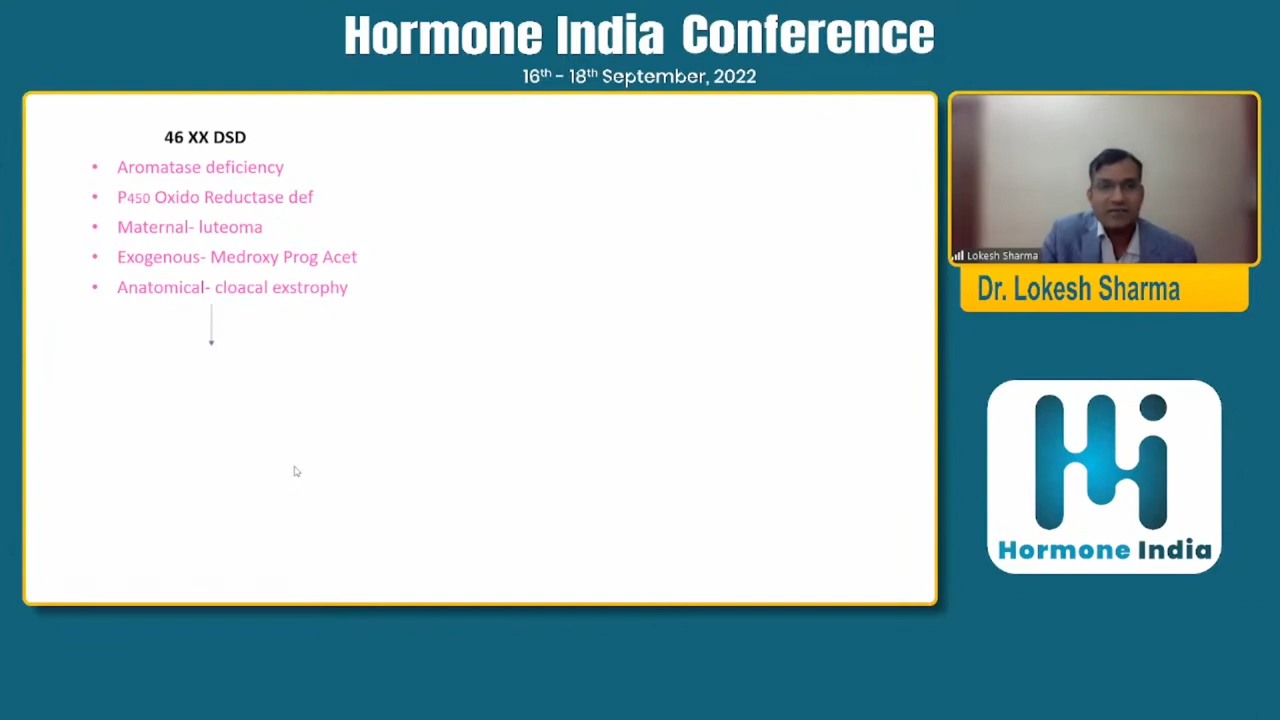 Hormone India Conference
16th - 18th September, 2022
46 XX DSD
• Aromatase deficiency
• P450 Oxido Reductase def
• Maternal- luteoma
• Exogenous- Medroxy Prog Acet
• Anatomical- cloacal exstrophy
Lokesh Sharma
Dr. Lokesh Sharma
Hormone India